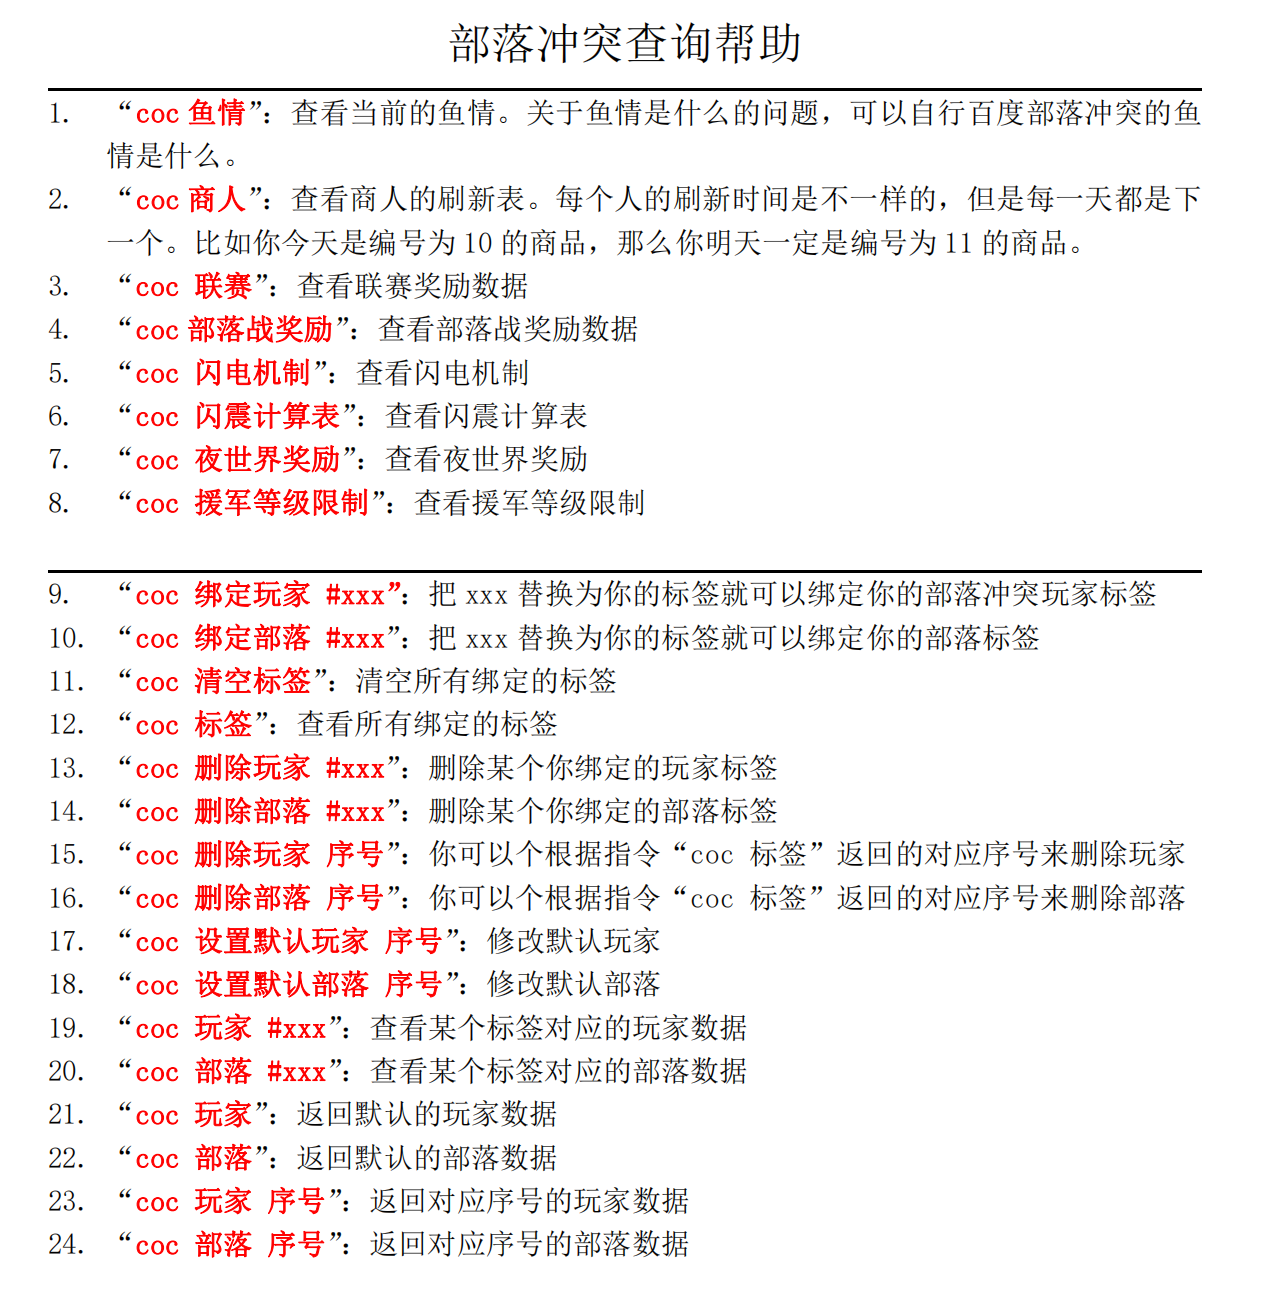 部落冲突查询帮助
1. “coc 鱼情”：查看当前的鱼情。关于鱼情是什么的问题，可以自行百度部落冲突的鱼
情是什么。
2. “coc 商人”：查看商人的刷新表。每个人的刷新时间是不一样的，但是每一天都是下
一个。比如你今天是编号为 10 的商品，那么你明天一定是编号为 11 的商品。
3. “coc 联赛”：查看联赛奖励数据
4. “coc 部落战奖励”：查看部落战奖励数据
5. “coc 闪电机制”：查看闪电机制
6. “coc 闪震计算表”：查看闪震计算表
7. “coc 夜世界奖励”：查看夜世界奖励
8. “coc 援军等级限制”：查看援军等级限制
9. “coc 绑定玩家 #xxx”：把 xxx 替换为你的标签就可以绑定你的部落冲突玩家标签
10. “coc 绑定部落 #xxx”：把 xxx 替换为你的标签就可以绑定你的部落标签
11. “coc 清空标签”：清空所有绑定的标签
12. “coc 标签”：查看所有绑定的标签
13. “coc 删除玩家 #xxx”：删除某个你绑定的玩家标签
14. “coc 删除部落 #xxx”：删除某个你绑定的部落标签
15. “coc 删除玩家 序号”：你可以个根据指令“coc 标签”返回的对应序号来删除玩家
16. “coc 删除部落 序号”：你可以个根据指令“coc 标签”返回的对应序号来删除部落
17. “coc 设置默认玩家 序号”：修改默认玩家
18. “coc 设置默认部落 序号”：修改默认部落
19. “coc 玩家 #xxx”：查看某个标签对应的玩家数据
20. “coc 部落 #xxx”：查看某个标签对应的部落数据
21. “coc 玩家”：返回默认的玩家数据
22. “coc 部落”：返回默认的部落数据
23. “coc 玩家 序号”：返回对应序号的玩家数据
24. “coc 部落 序号”：返回对应序号的部落数据